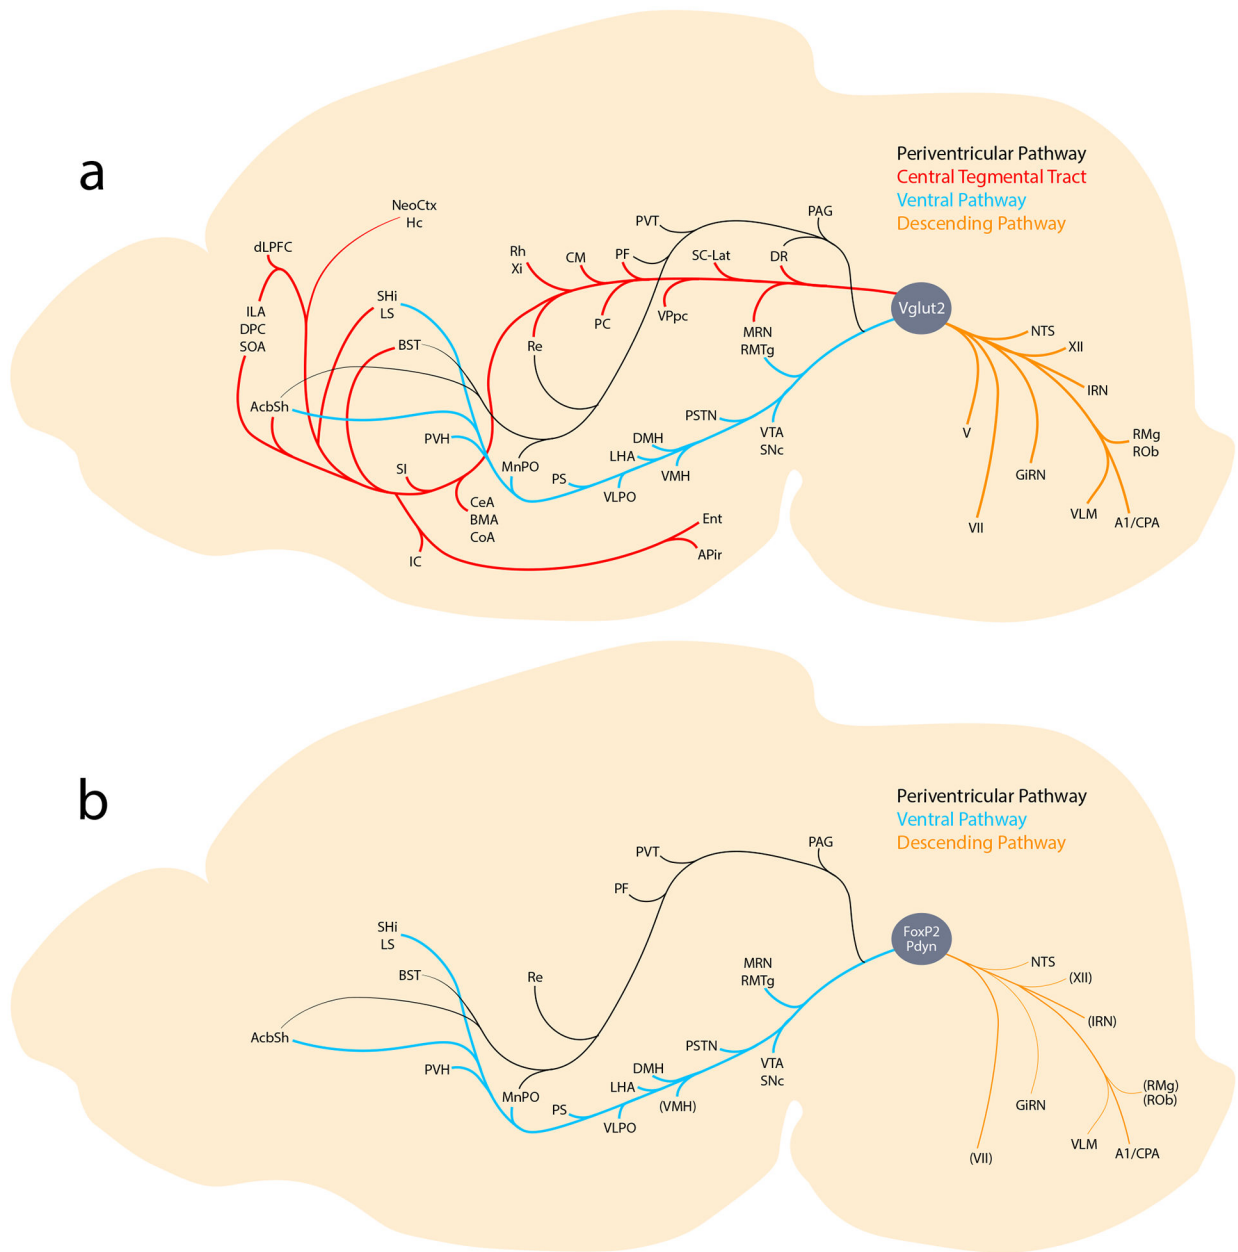 a
Periventricular Pathway
Central Tegmental Tract
Ventral Pathway
Descending Pathway
NeoCtx
Hc
dLPFC
ILA
DPC
SOA
SHi
LS
BST
AcbSh
PVH
SI
CeA
BMA
CoA
IC
Ent
APir
Rh
Xi
CM
PF
PVT
SC-Lat
PAG
DR
PC
VPpc
Re
MRN
RMTg
MnPO
PS
VLPO
LHA
DMH
VMH
PSTN
VTA
SNc
Vglut2
NTS
XII
IRN
RMg
ROb
A1/CPA
VLM
GiRN
V
VII
b
Periventricular Pathway
Ventral Pathway
Descending Pathway
PAG
PVT
PF
Re
SHi
LS
BST
AcbSh
PVH
MnPO
PS
VLPO
LHA
DMH
(VMH)
PSTN
VTA
SNc
MRN
RMTg
FoxP2
Pdyn
NTS
(XII)
(IRN)
(RMg)
(ROb)
A1/CPA
VLM
GiRN
(VII)